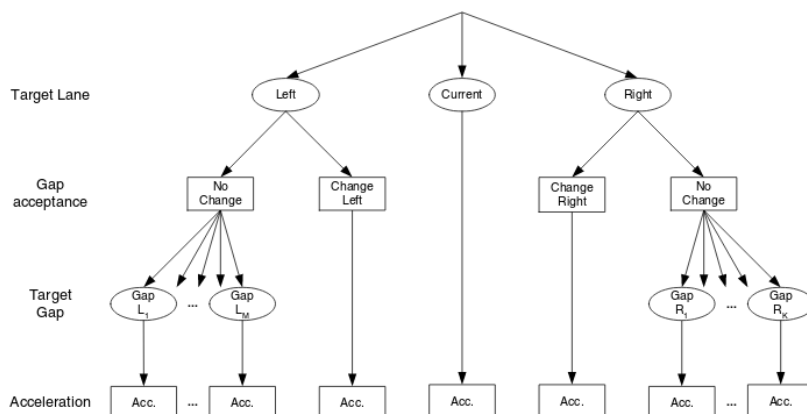 Target Lane
Left
Current
Right
Gap
acceptance
No
Change
Change
Left
Change
Right
No
Change
Target
Gap
Gap
L1
...
Gap
LM
Gap
R1
...
Gap
RK
Acceleration
Acc.
...
Acc.
Acc.
Acc.
Acc.
Acc.
...
Acc.